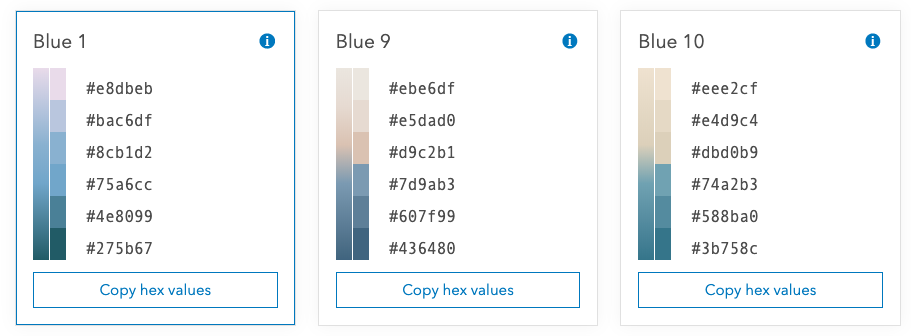 Blue 1
#e8dbeb
#bac6df
#8cb1d2
#75a6cc
#4e8099
#275b67
Copy hex values
Blue 9
#ebe6df
#e5dad0
#d9c2b1
#7d9ab3
#607f99
#436480
Copy hex values
Blue 10
#eee2cf
#e4d9c4
#dbd0b9
#74a2b3
#588ba0
#3b758c
Copy hex values